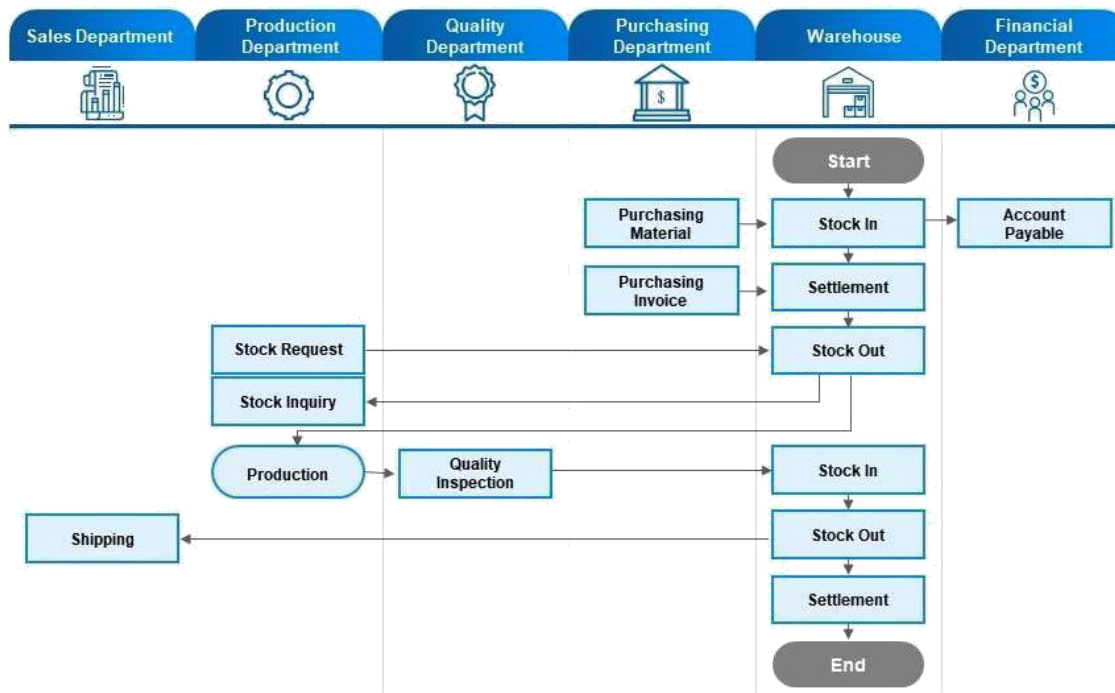 Sales Department
Production
Department
Quality
Department
Purchasing
Department
Warehouse
Financial
Department
$
$
Start
Purchasing
Material
Stock In
Account
Payable
Purchasing
Invoice
Settlement
Stock Request
Stock Out
Stock Inquiry
Production
Quality
Inspection
Stock In
Shipping
Stock Out
Settlement
End